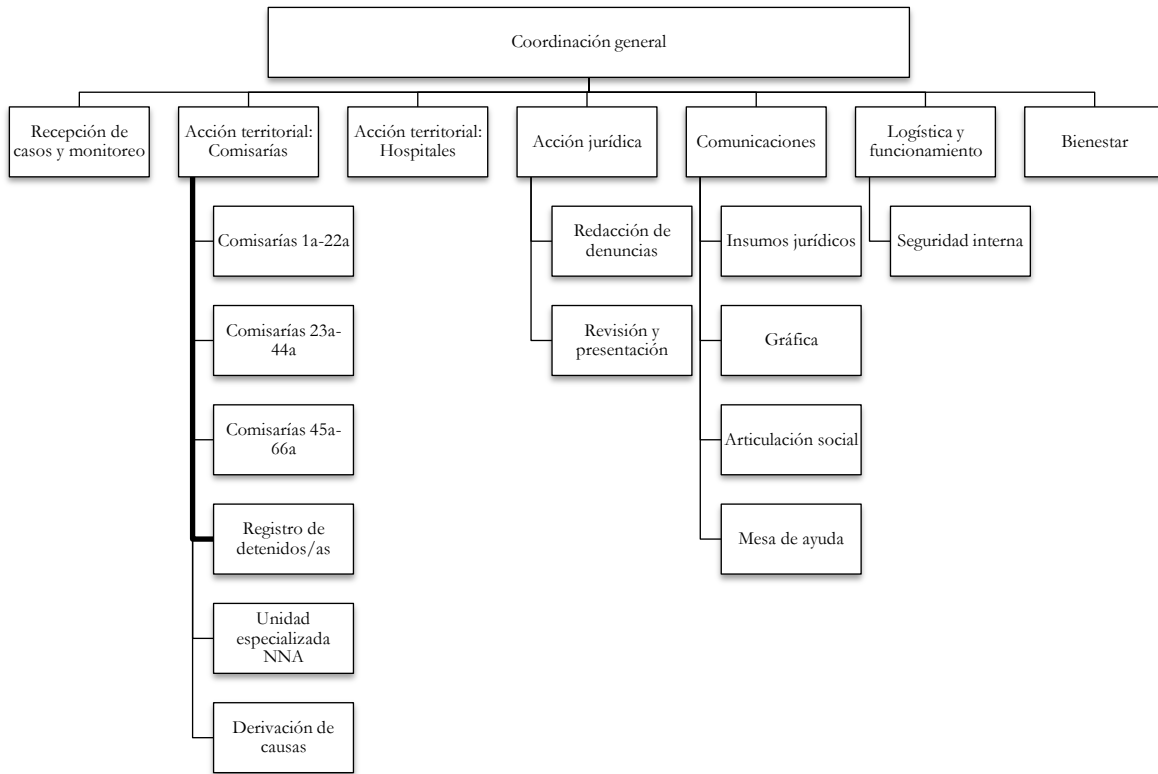 Coordinación general
Recepción de
casos y monitoreo
Acción territorial:
Comisarías
Acción territorial:
Hospitales
Acción jurídica
Comunicaciones
Logística y
funcionamiento
Bienestar
Comisarías 1a-22a
Comisarías 23a-
44a
Comisarías 45a-
66a
Registro de
detenidos/as
Unidad
especializada
NNA
Derivación de
causas
Redacción de
denuncias
Revisión y
presentación
Insumos jurídicos
Gráfica
Articulación social
Mesa de ayuda
Seguridad interna